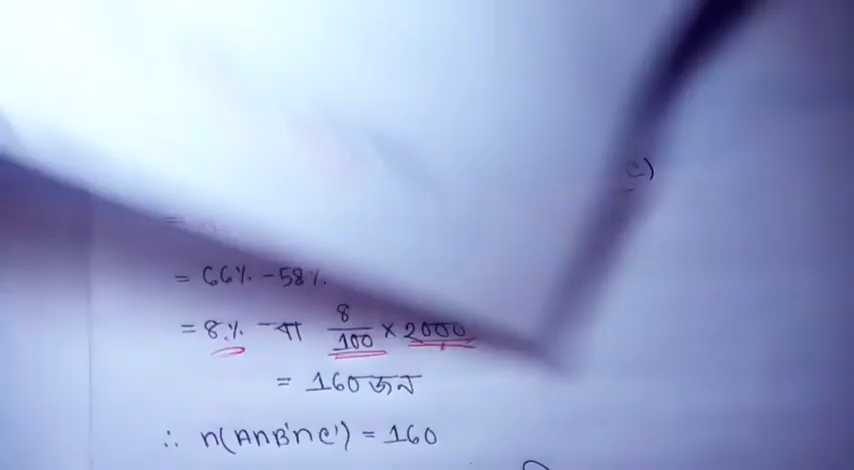 c)
=
= 66% - 58%
= 8% বা 8/100 × 2000
= 160 জন
∴ n(A∩B'∩C') = 160